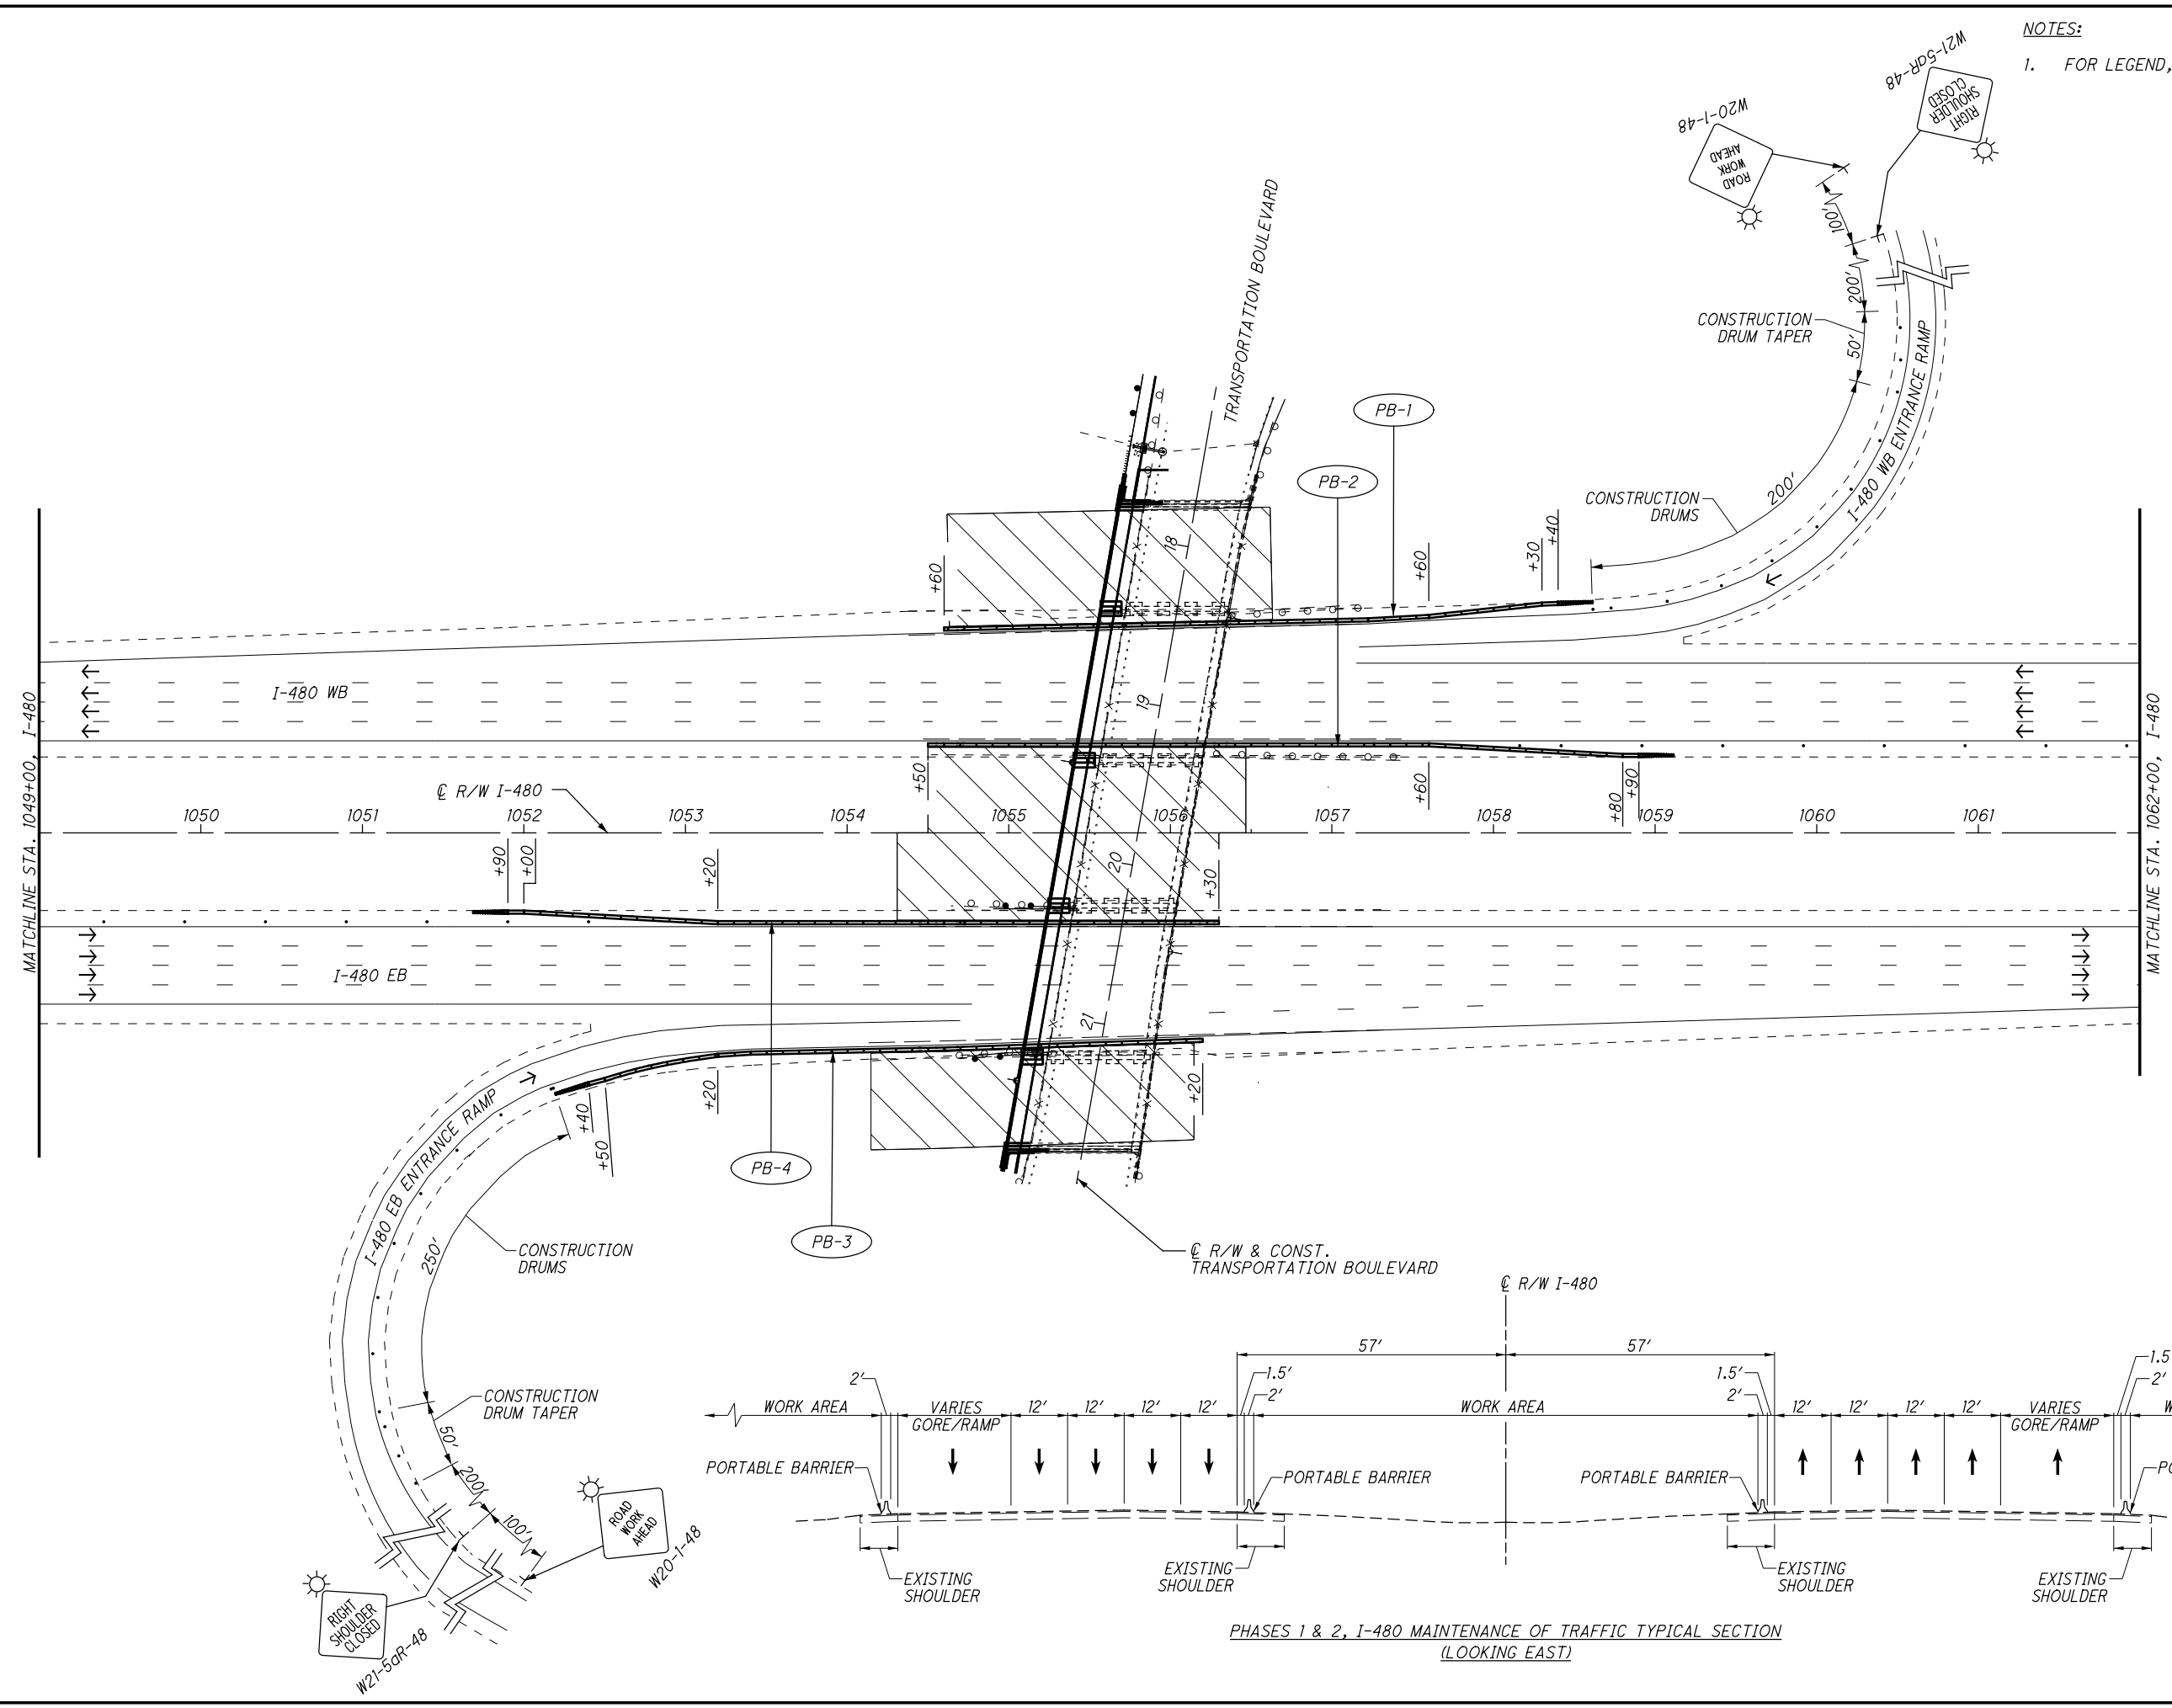 NOTES:
1. FOR LEGEND,
W21-5aR-48
RIGHT
SHOULDER
CLOSED
W20-1-48
ROAD
WORK
AHEAD
100'
200'
50'
CONSTRUCTION
DRUM TAPER
I-480 WB ENTRANCE RAMP
TRANSPORTATION BOULEVARD
PB-1
PB-2
200'
CONSTRUCTION
DRUMS
+60
18
+60
+30
+40
MATCHLINE STA. 1049+00, I-480
I-480 WB
19
MATCHLINE STA. 1062+00, I-480
℄ R/W I-480
+50
+60
+80
+90
1050
1051
1052
1053
1054
1055
1056
1057
1058
1059
1060
1061
+90
+00
+20
20
+30
I-480 EB
21
I-480 EB ENTRANCE RAMP
+40
+50
+20
+20
PB-4
PB-3
250'
CONSTRUCTION
DRUMS
℄ R/W & CONST.
TRANSPORTATION BOULEVARD
CONSTRUCTION
DRUM TAPER
50'
200'
100'
ROAD
WORK
AHEAD
W20-1-48
RIGHT
SHOULDER
CLOSED
W21-5aR-48
℄ R/W I-480
57'
57'
2'
1.5'
2'
1.5'
2'
1.5
2'
WORK AREA
VARIES
GORE/RAMP
12'
12'
12'
12'
WORK AREA
12'
12'
12'
12'
VARIES
GORE/RAMP
W
PORTABLE BARRIER
PORTABLE BARRIER
PORTABLE BARRIER
PO
EXISTING
SHOULDER
EXISTING
SHOULDER
EXISTING
SHOULDER
EXISTING
SHOULDER
PHASES 1 & 2, I-480 MAINTENANCE OF TRAFFIC TYPICAL SECTION
(LOOKING EAST)